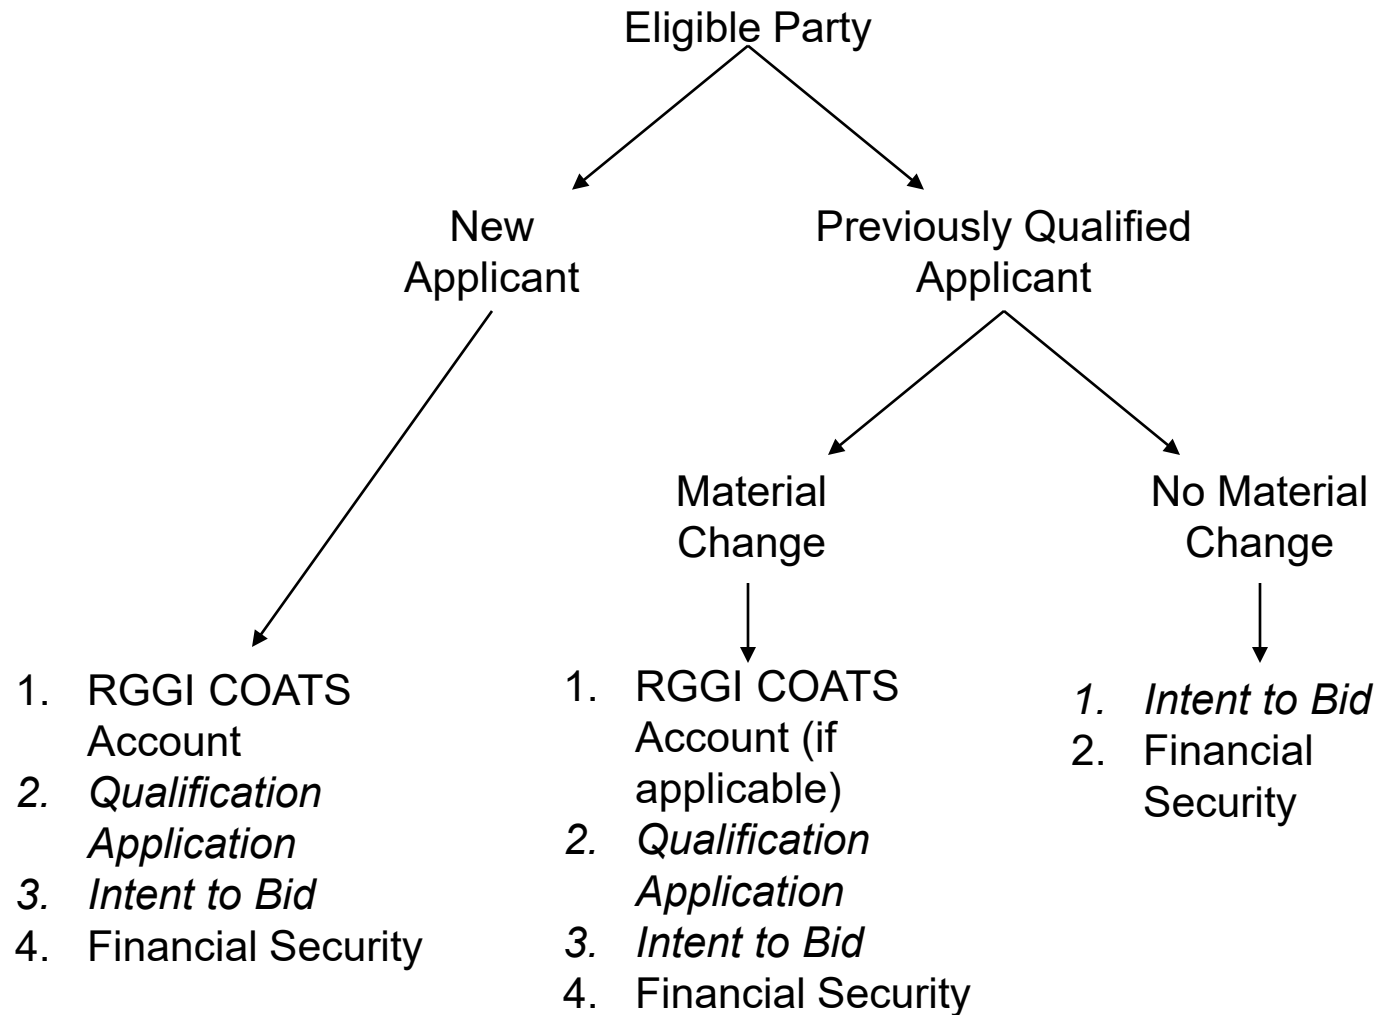 Eligible Party
New
Applicant
Previously Qualified
Applicant
Material
Change
No Material
Change
1. RGGI COATS
Account
2. Qualification
Application
3. Intent to Bid
4. Financial Security
1. RGGI COATS
Account (if
applicable)
2. Qualification
Application
3. Intent to Bid
4. Financial Security
1. Intent to Bid
2. Financial
Security